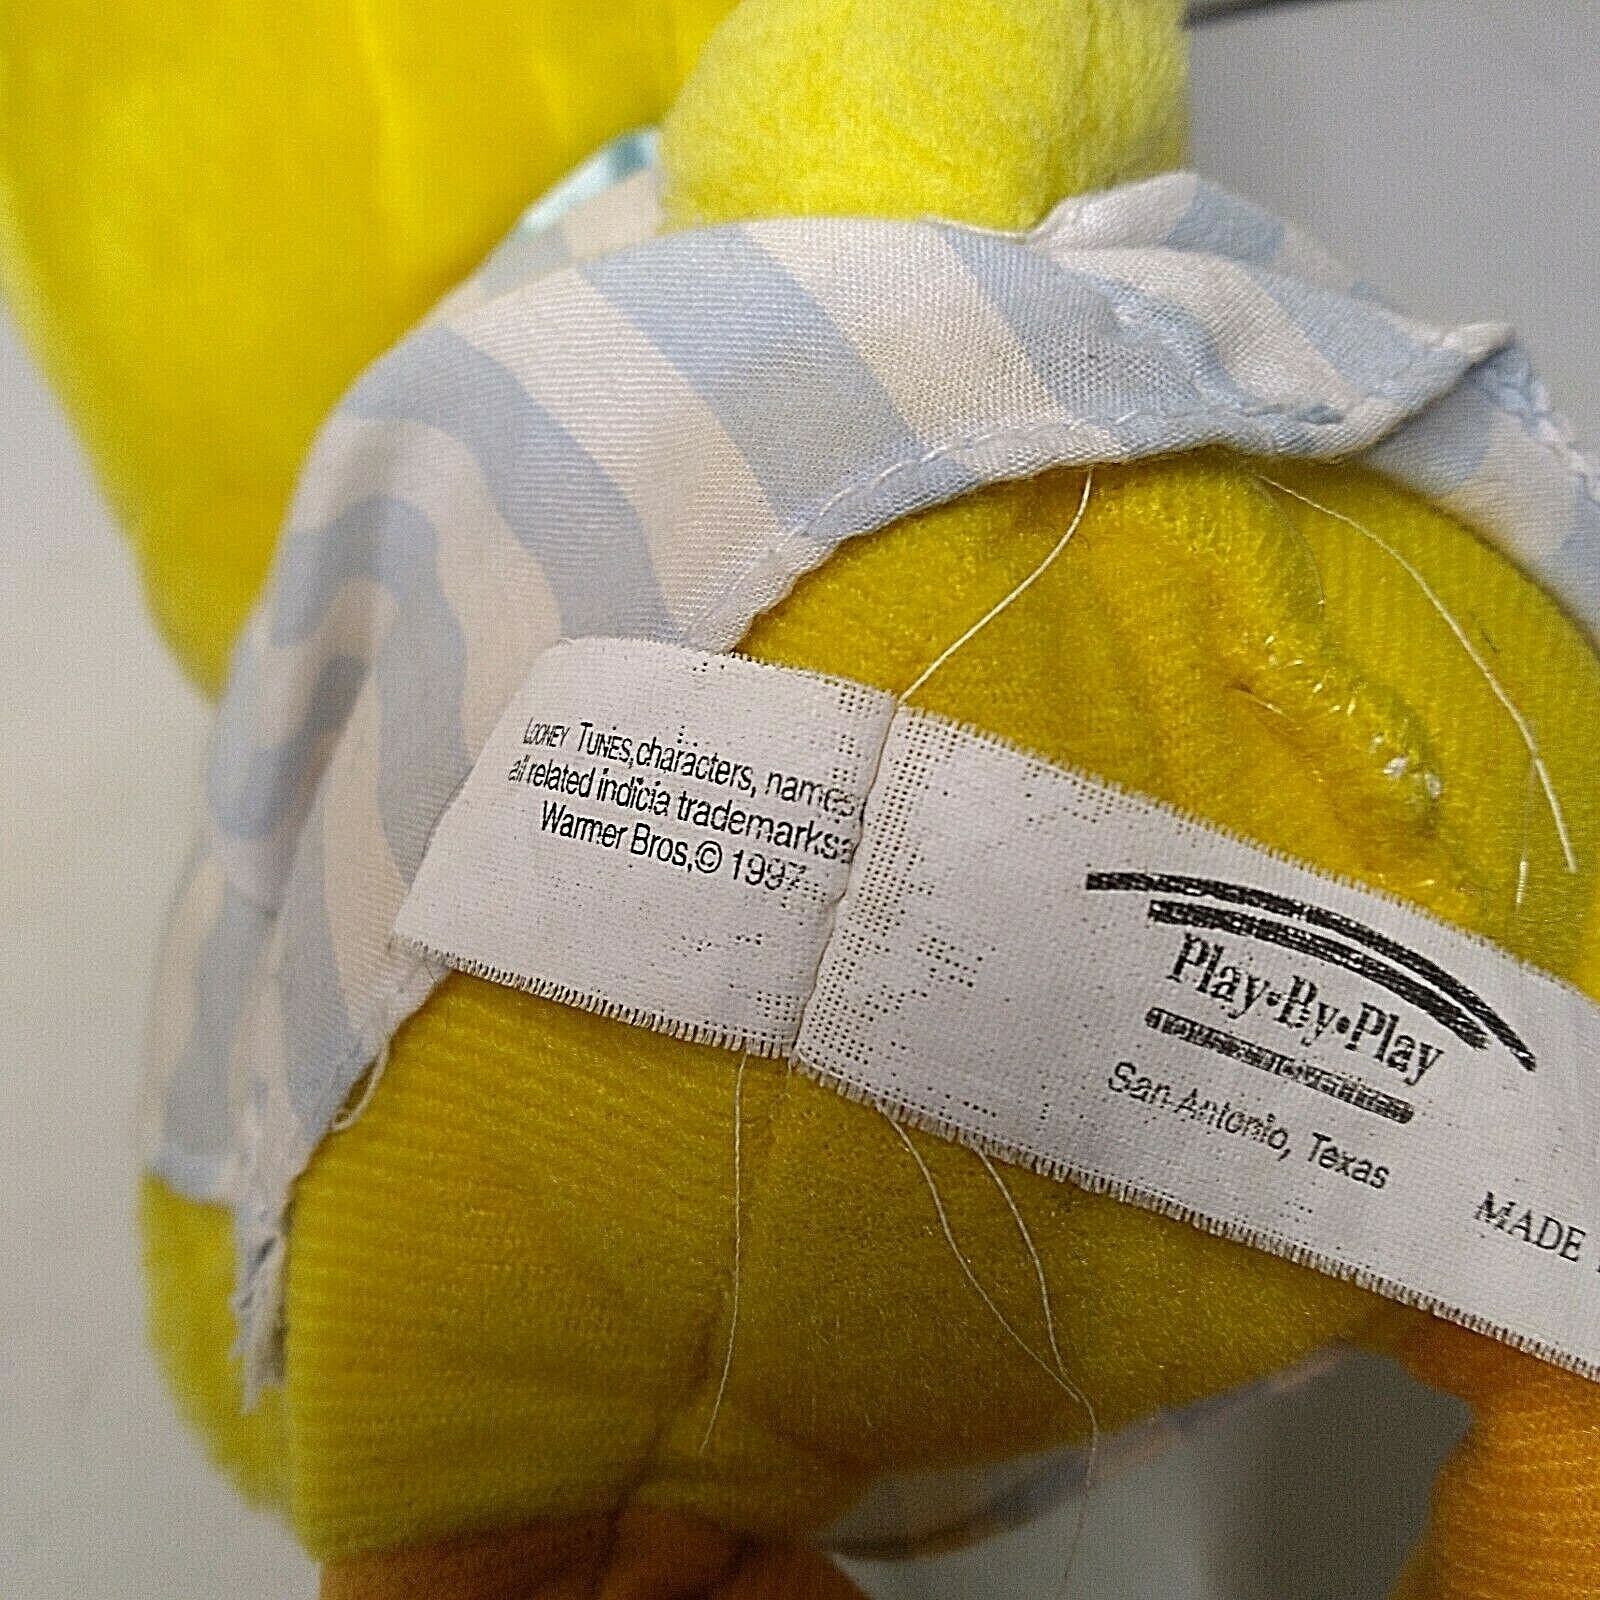 LOONEY TUNES, characters, names
all related indicia trademarks
Warner Bros,© 1997
Play•By•Play
San Antonio, Texas
MADE